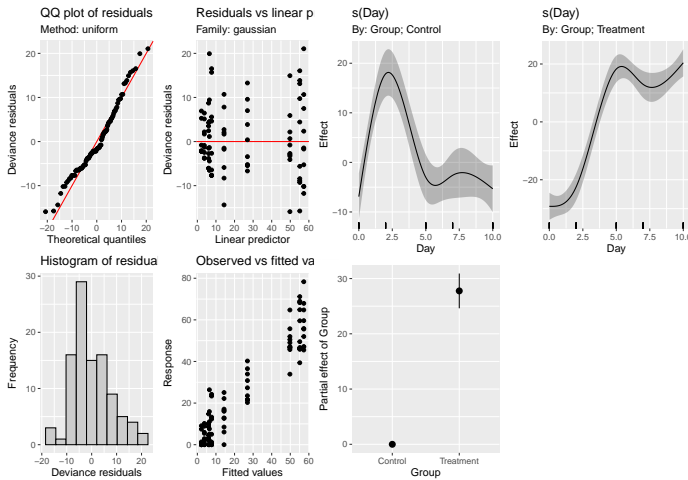 QQ plot of residuals
Method: uniform
Deviance residuals
20
10
0
−10
−20
−10
0
10
20
Theoretical quantiles
Residuals vs linear p
Family: gaussian
Deviance residuals
20
10
0
−10
0
10
20
30
40
50
60
Linear predictor
s(Day)
By: Group; Control
Effect
20
10
0
−10
0.0
2.5
5.0
7.5
10.0
Day
s(Day)
By: Group; Treatment
Effect
20
0
−20
0.0
2.5
5.0
7.5
10.0
Day
Histogram of residua
Frequency
30
20
10
0
−20
−10
0
10
20
Deviance residuals
Observed vs fitted va
Response
80
60
40
20
0
0
10
20
30
40
50
60
Fitted values
Partial effect of Group
30
20
10
0
Control
Treatment
Group